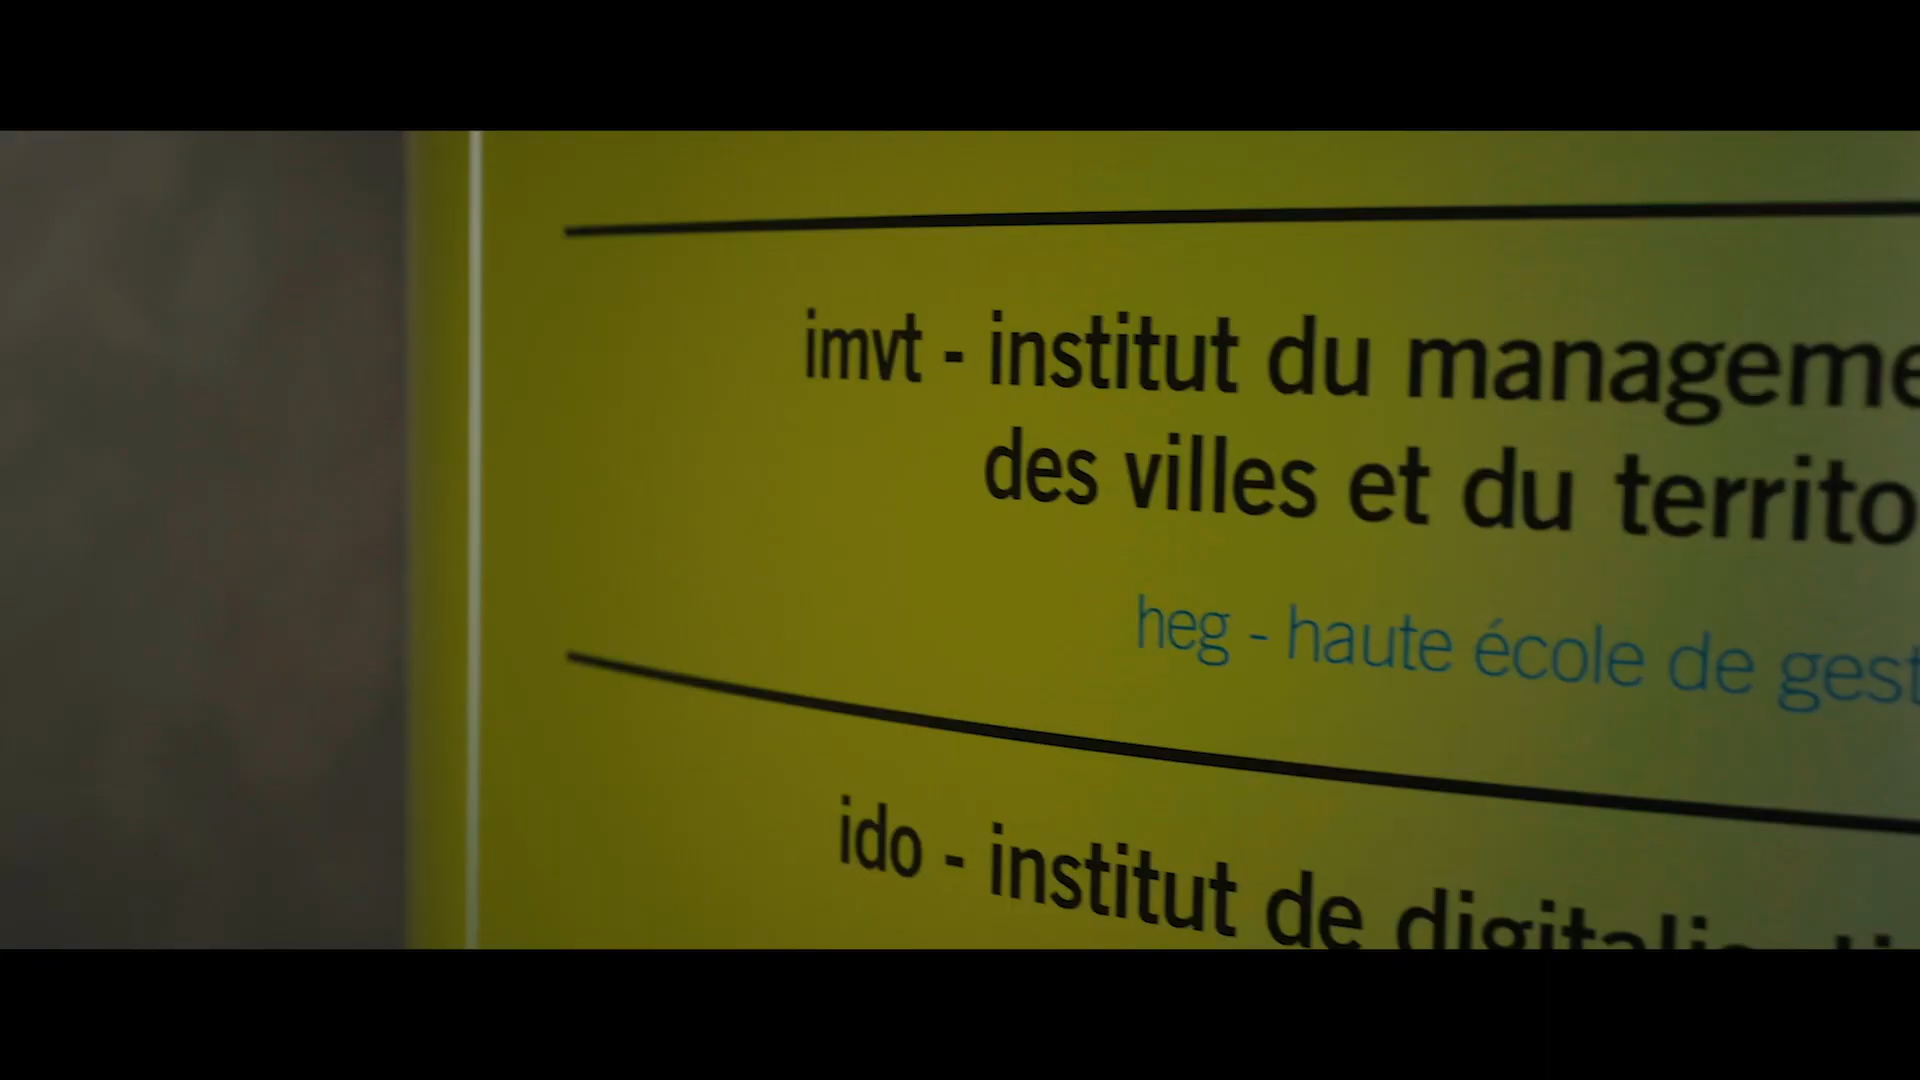 imvt - institut du manageme
des villes et du territo
heg - haute école de gest
ido - institut de